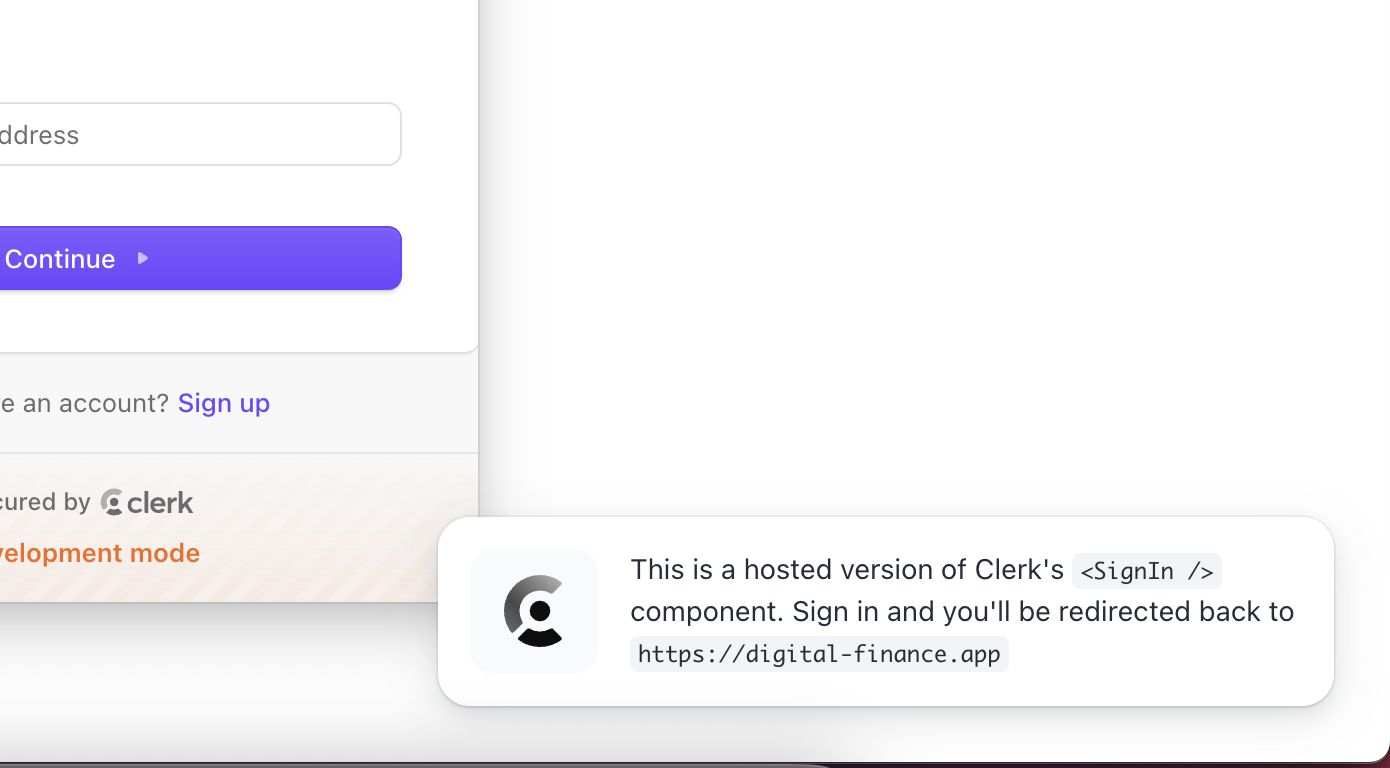 ddress
Continue
e an account? Sign up
cured by clerk
velopment mode
This is a hosted version of Clerk's <SignIn />
component. Sign in and you'll be redirected back to
https://digital-finance.app